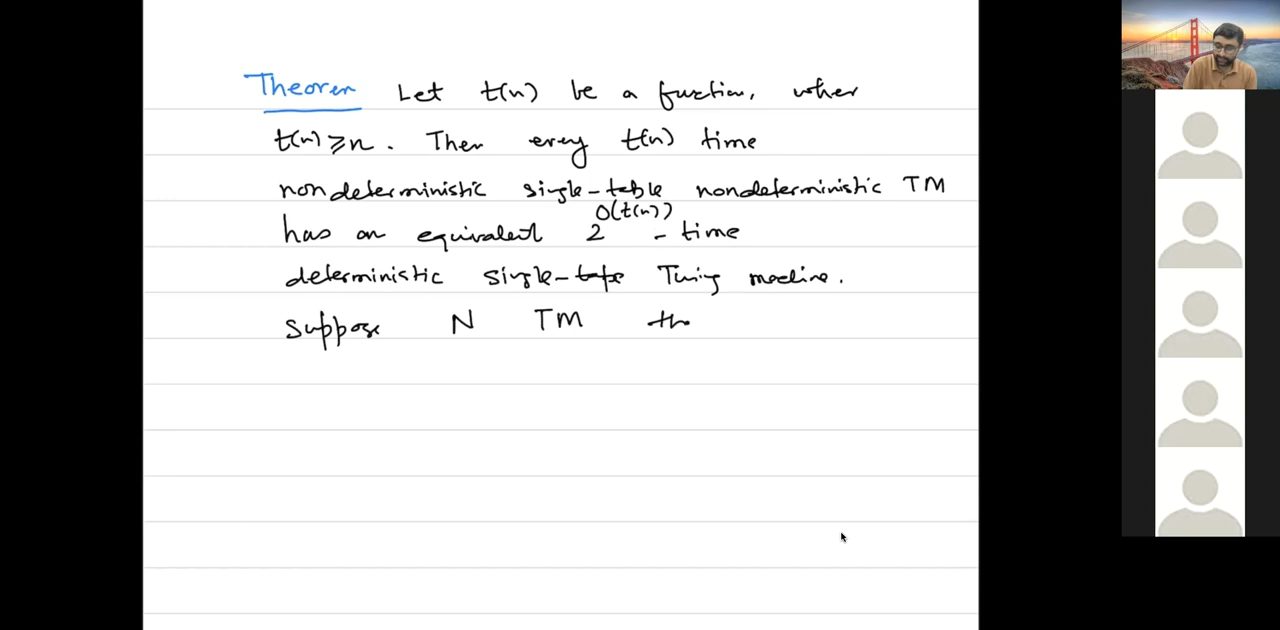 Theorem Let t(n) be a function, where
t(n) ≥ n. Then every t(n) time
nondeterministic single-table nondeterministic TM
has an equivalent 2^O(t(n)) - time
deterministic single-tape Turing machine.
Suppose N TM th